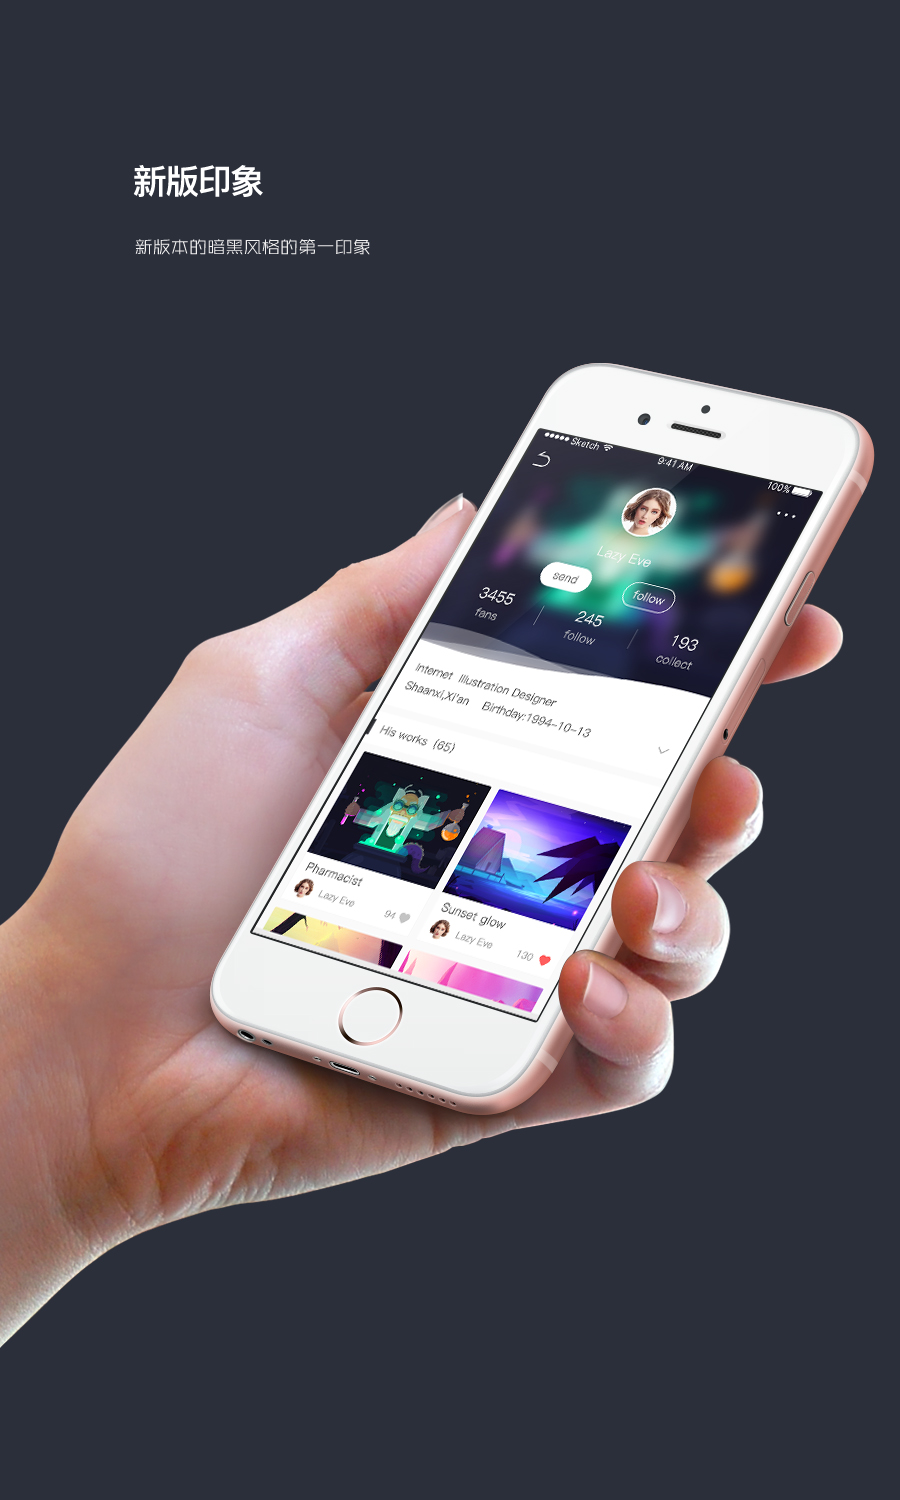 新版印象
新版本的暗黑风格的第一印象
Sketch
9:41 AM
100%
Lazy Eve
send
follow
3455
fans
245
follow
193
collect
Internet Illustration Designer
Shaanxi,Xi'an Birthday:1994-10-13
His works (65)
Pharmacist
Lazy Eve
94
Sunset glow
Lazy Eve
130